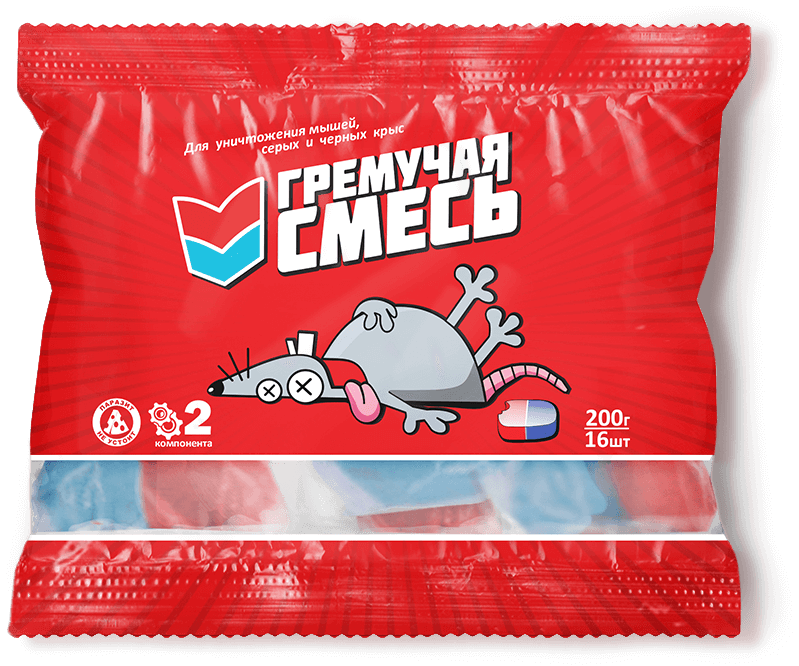 Для уничтожения мышей,
серых и черных крыс
ГРЕМУЧАЯ
СМЕСЬ
ПАРАЗИТ
НЕ УСТОИТ
2
компонента
200г
16шт